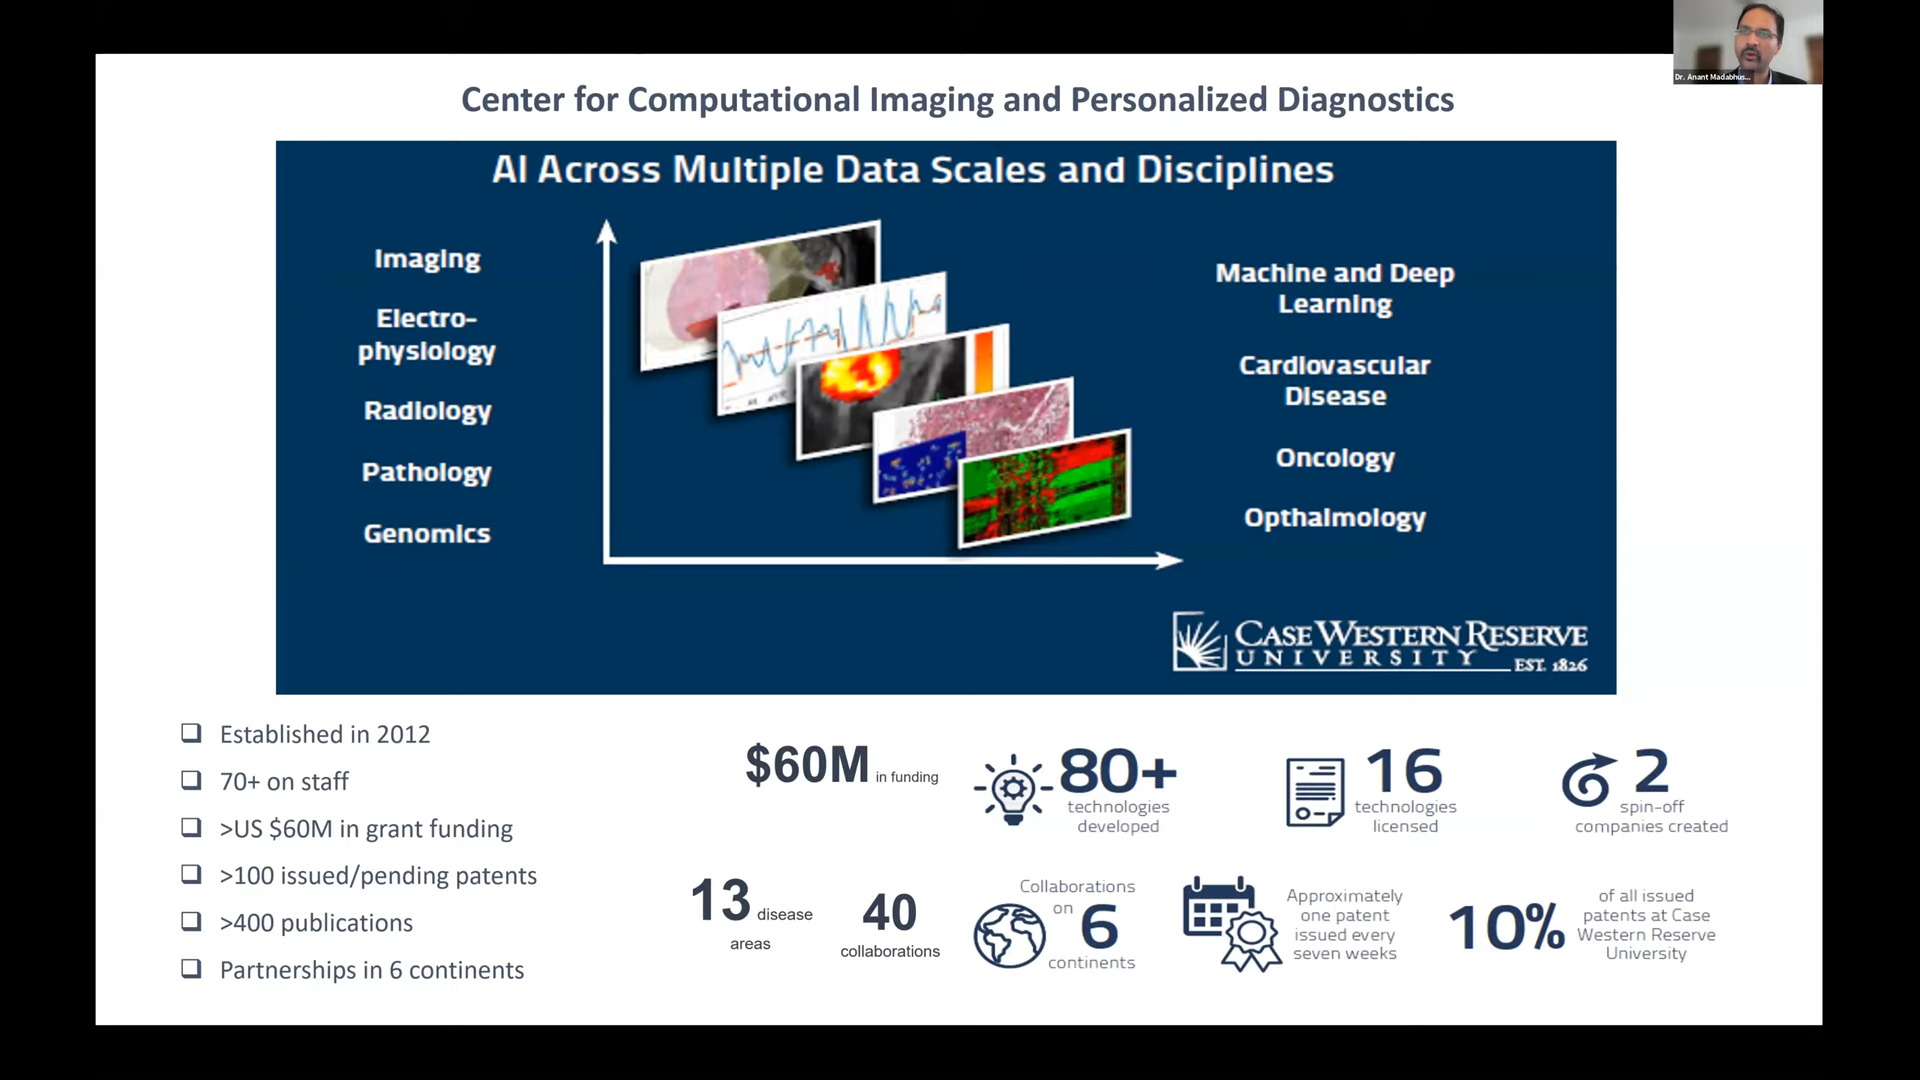 Dr. Anant Madabhus...
Center for Computational Imaging and Personalized Diagnostics
AI Across Multiple Data Scales and Disciplines
Imaging
Electro-
physiology
Radiology
Pathology
Genomics
Machine and Deep
Learning
Cardiovascular
Disease
Oncology
Opthalmology
CASE WESTERN RESERVE
UNIVERSITY
EST. 1826
Established in 2012
70+ on staff
>US $60M in grant funding
>100 issued/pending patents
>400 publications
Partnerships in 6 continents
$60M in funding
80+
technologies
developed
16
technologies
licensed
2
spin-off
companies created
13 disease
areas
40
collaborations
Collaborations
on 6
continents
Approximately
one patent
issued every
seven weeks
10%
of all issued
patents at Case
Western Reserve
University